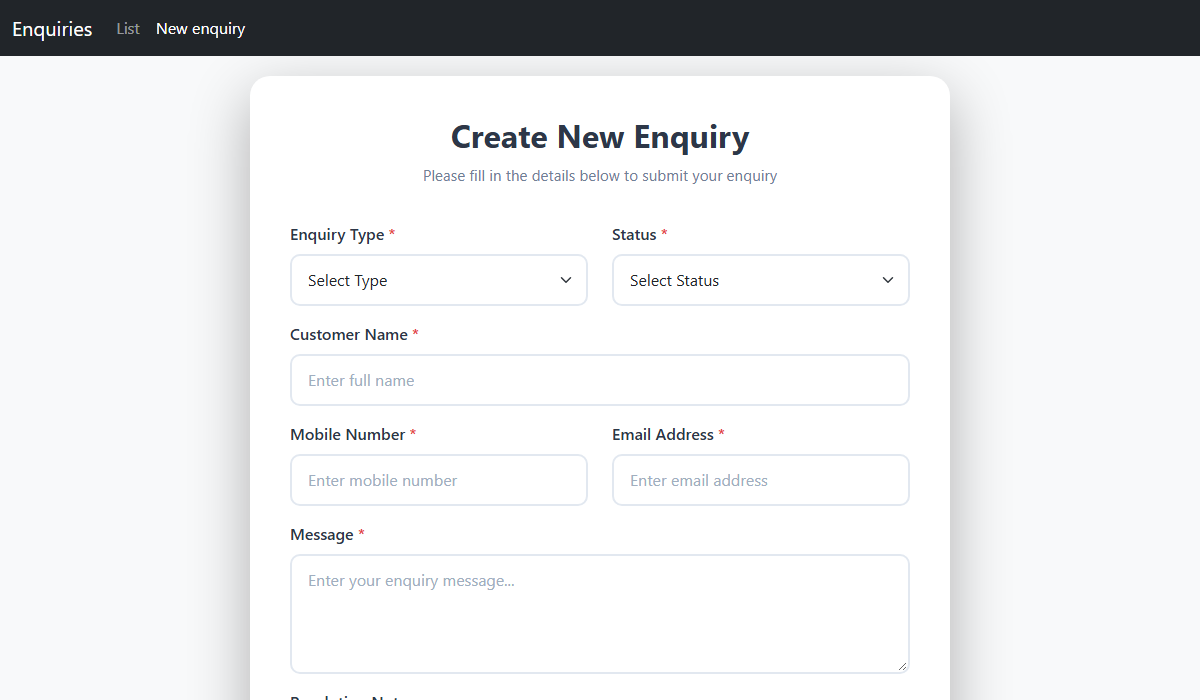 Enquiries List New enquiry
Create New Enquiry
Please fill in the details below to submit your enquiry
Enquiry Type * Status *
Select Type Select Status
Customer Name *
Enter full name
Mobile Number * Email Address *
Enter mobile number Enter email address
Message *
Enter your enquiry message...